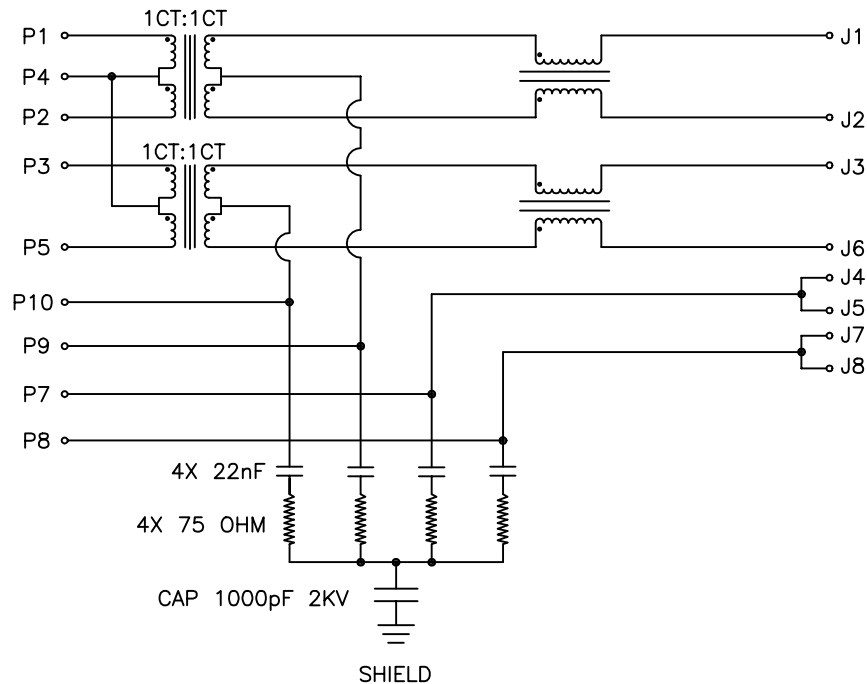 1CT:1CT
P1
J1
P4
P2
J2
1CT:1CT
P3
J3
P5
J6
J4
P10
J5
J7
P9
J8
P7
P8
4X 22nF
4X 75 OHM
CAP 1000pF 2KV
SHIELD